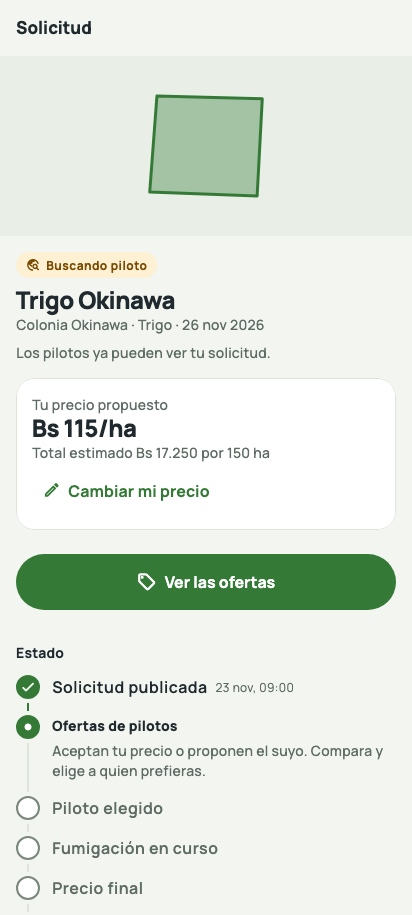 Solicitud
Buscando piloto
Trigo Okinawa
Colonia Okinawa · Trigo · 26 nov 2026
Los pilotos ya pueden ver tu solicitud.
Tu precio propuesto
Bs 115/ha
Total estimado Bs 17.250 por 150 ha
Cambiar mi precio
Ver las ofertas
Estado
Solicitud publicada 23 nov, 09:00
Ofertas de pilotos
Aceptan tu precio o proponen el suyo. Compara y
elige a quien prefieras.
Piloto elegido
Fumigación en curso
Precio final